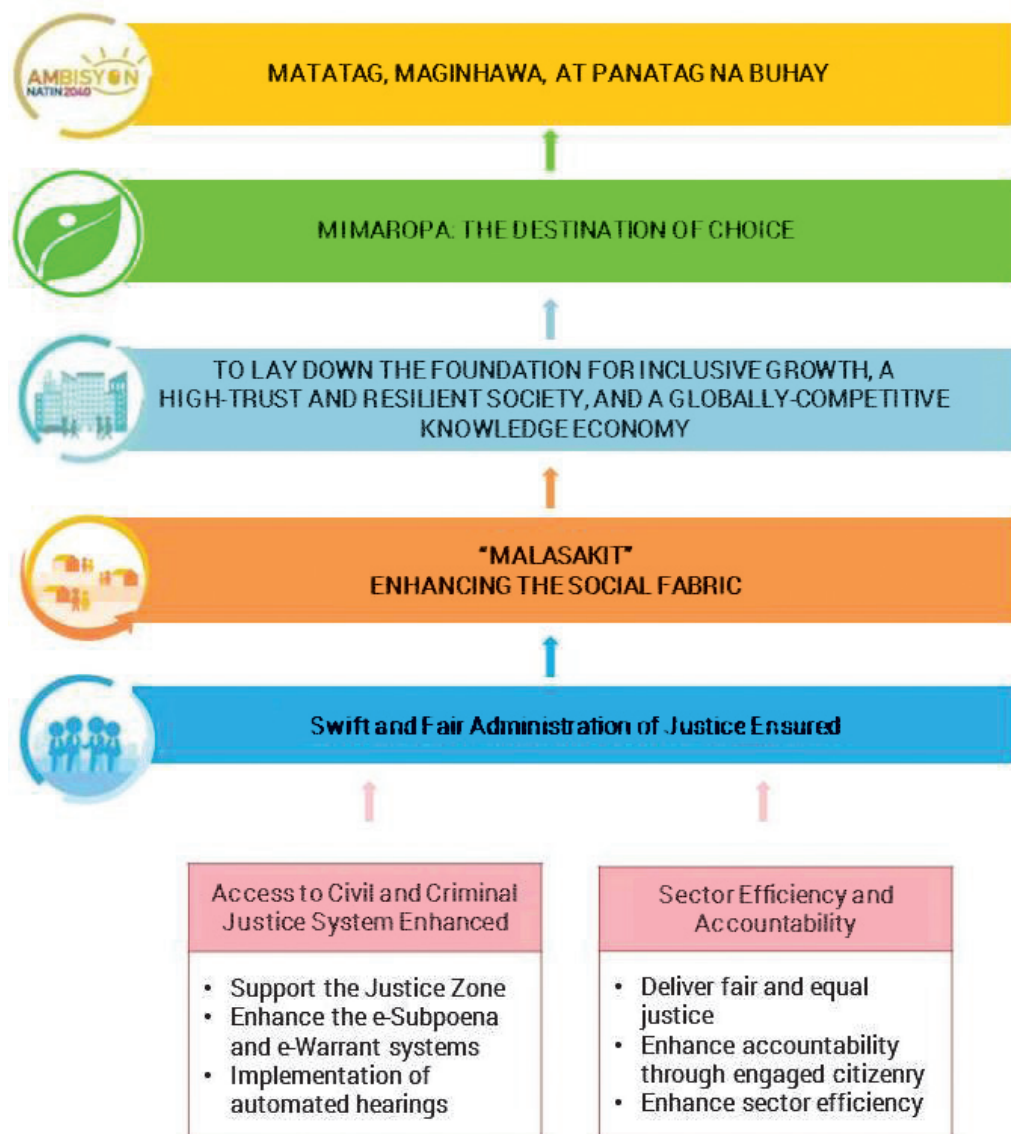 AMBISYON
NATIN2040
MATATAG, MAGINHAWA, AT PANATAG NA BUHAY
MIMAROPA: THE DESTINATION OF CHOICE
TO LAY DOWN THE FOUNDATION FOR INCLUSIVE GROWTH, A
HIGH-TRUST AND RESILIENT SOCIETY, AND A GLOBALLY-COMPETITIVE
KNOWLEDGE ECONOMY
"MALASAKIT"
ENHANCING THE SOCIAL FABRIC
Swift and Fair Administration of Justice Ensured
Access to Civil and Criminal
Justice System Enhanced
• Support the Justice Zone
• Enhance the e-Subpoena
and e-Warrant systems
• Implementation of
automated hearings
Sector Efficiency and
Accountability
• Deliver fair and equal
justice
• Enhance accountability
through engaged citizenry
• Enhance sector efficiency